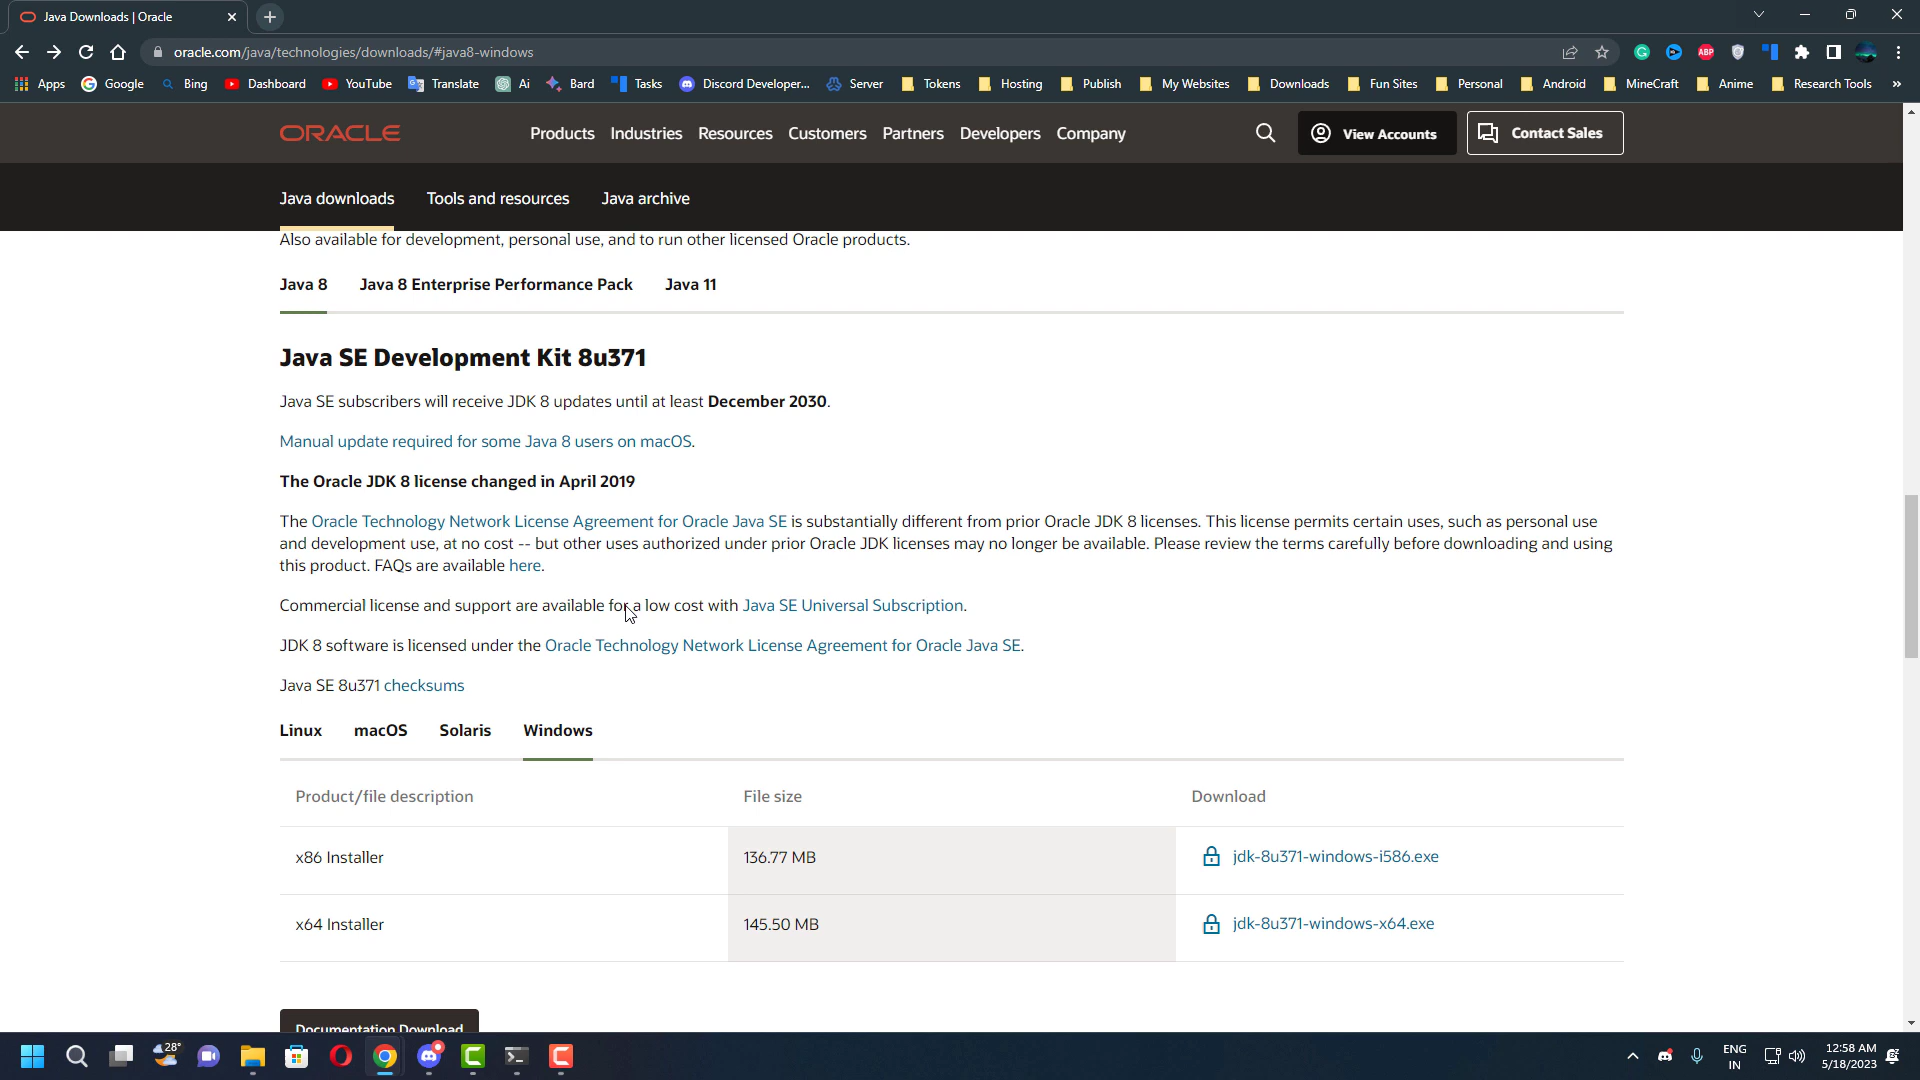 Java Downloads | Oracle
oracle.com/java/technologies/downloads/#java8-windows
Apps Google Bing Dashboard YouTube Translate Ai Bard Tasks Discord Developer... Server Tokens Hosting Publish My Websites Downloads Fun Sites Personal Android MineCraft Anime Research Tools »
ORACLE Products Industries Resources Customers Partners Developers Company View Accounts Contact Sales
Java downloads Tools and resources Java archive
Also available for development, personal use, and to run other licensed Oracle products.
Java 8 Java 8 Enterprise Performance Pack Java 11
Java SE Development Kit 8u371
Java SE subscribers will receive JDK 8 updates until at least December 2030.
Manual update required for some Java 8 users on macOS.
The Oracle JDK 8 license changed in April 2019
The Oracle Technology Network License Agreement for Oracle Java SE is substantially different from prior Oracle JDK 8 licenses. This license permits certain uses, such as personal use
and development use, at no cost -- but other uses authorized under prior Oracle JDK licenses may no longer be available. Please review the terms carefully before downloading and using
this product. FAQs are available here.
Commercial license and support are available for a low cost with Java SE Universal Subscription.
JDK 8 software is licensed under the Oracle Technology Network License Agreement for Oracle Java SE.
Java SE 8u371 checksums
Linux macOS Solaris Windows
Product/file description File size Download
x86 Installer 136.77 MB jdk-8u371-windows-i586.exe
x64 Installer 145.50 MB jdk-8u371-windows-x64.exe
Documentation Download
28°
ENG
IN
12:58 AM
5/18/2023
ABP